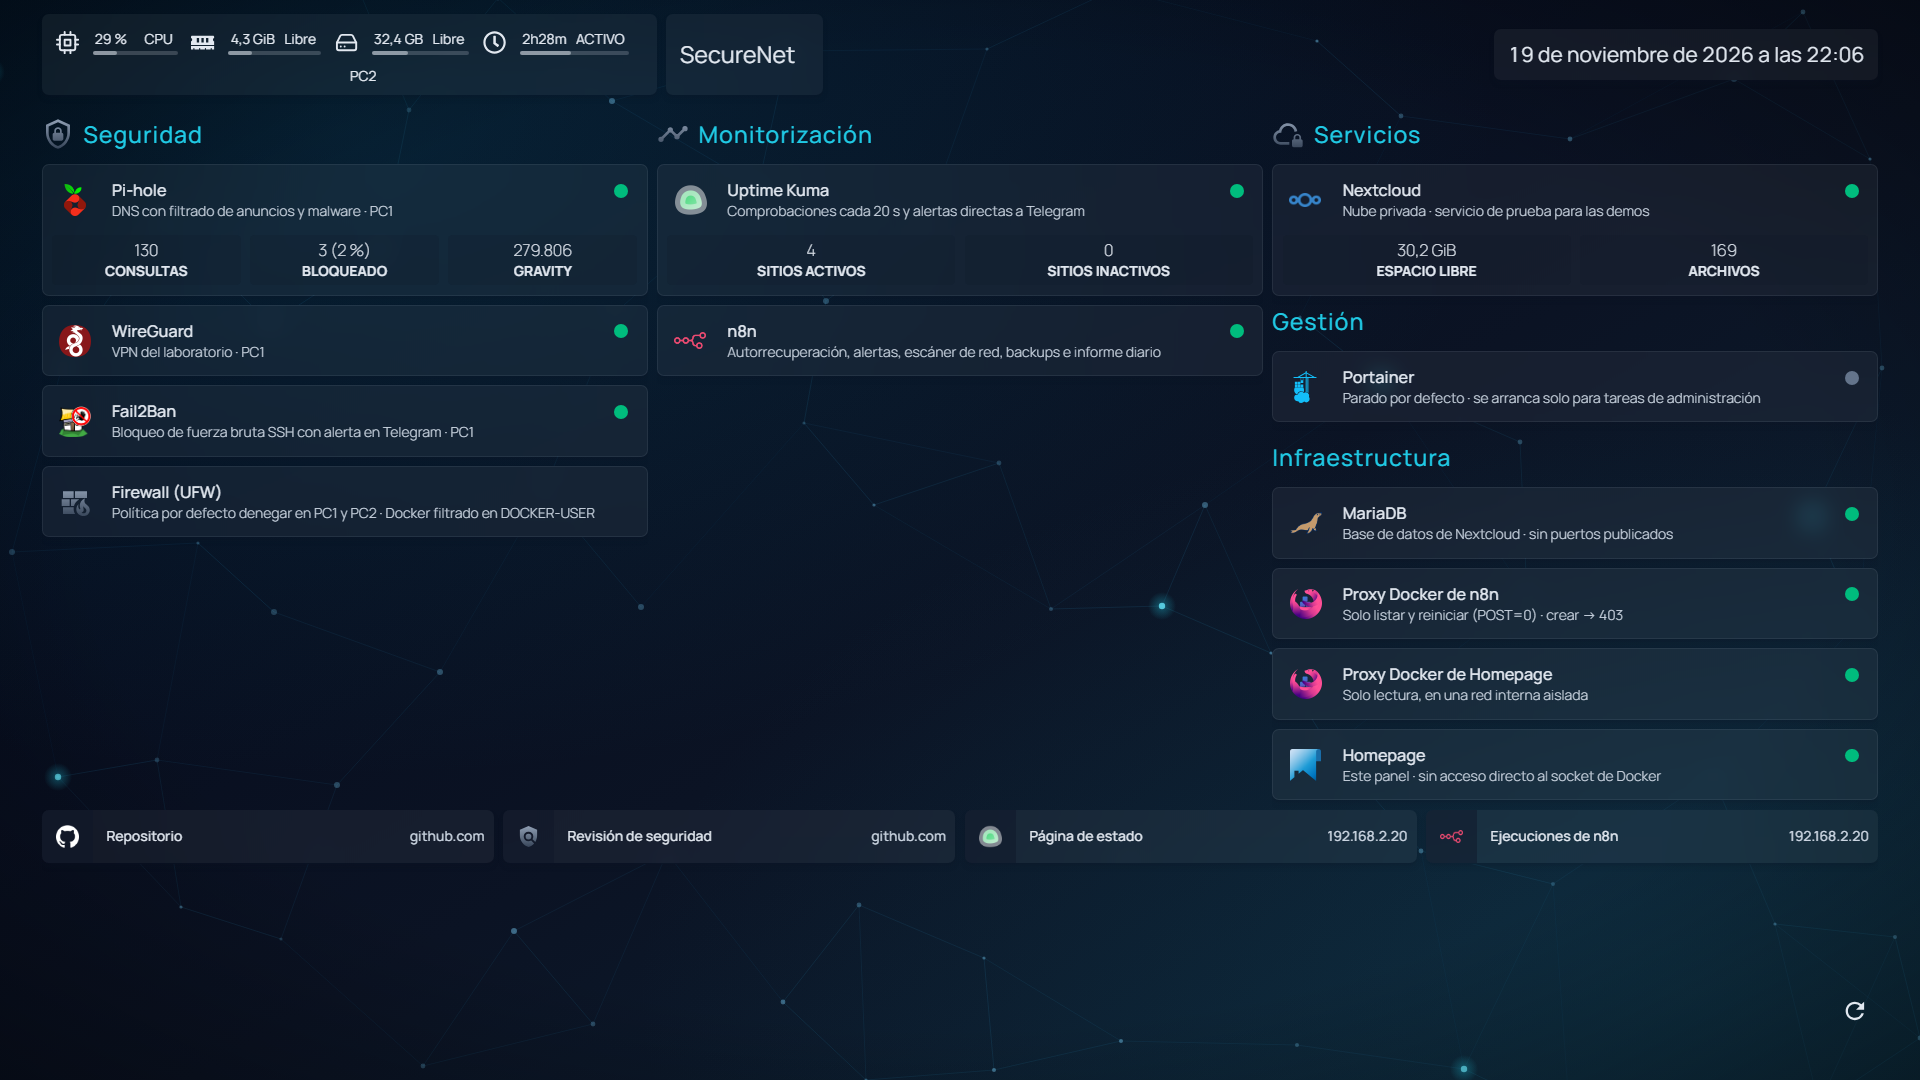 29 % CPU
4,3 GiB Libre
32,4 GB Libre
2h28m ACTIVO
PC2
SecureNet
19 de noviembre de 2026 a las 22:06
Seguridad
Pi-hole
DNS con filtrado de anuncios y malware · PC1
130
CONSULTAS
3 (2 %)
BLOQUEADO
279.806
GRAVITY
WireGuard
VPN del laboratorio · PC1
Fail2Ban
Bloqueo de fuerza bruta SSH con alerta en Telegram · PC1
Firewall (UFW)
Política por defecto denegar en PC1 y PC2 · Docker filtrado en DOCKER-USER
Monitorización
Uptime Kuma
Comprobaciones cada 20 s y alertas directas a Telegram
4
SITIOS ACTIVOS
0
SITIOS INACTIVOS
n8n
Autorrecuperación, alertas, escáner de red, backups e informe diario
Servicios
Nextcloud
Nube privada · servicio de prueba para las demos
30,2 GiB
ESPACIO LIBRE
169
ARCHIVOS
Gestión
Portainer
Parado por defecto · se arranca solo para tareas de administración
Infraestructura
MariaDB
Base de datos de Nextcloud · sin puertos publicados
Proxy Docker de n8n
Solo listar y reiniciar (POST=0) · crear → 403
Proxy Docker de Homepage
Solo lectura, en una red interna aislada
Homepage
Este panel · sin acceso directo al socket de Docker
Repositorio github.com
Revisión de seguridad github.com
Página de estado 192.168.2.20
Ejecuciones de n8n 192.168.2.20